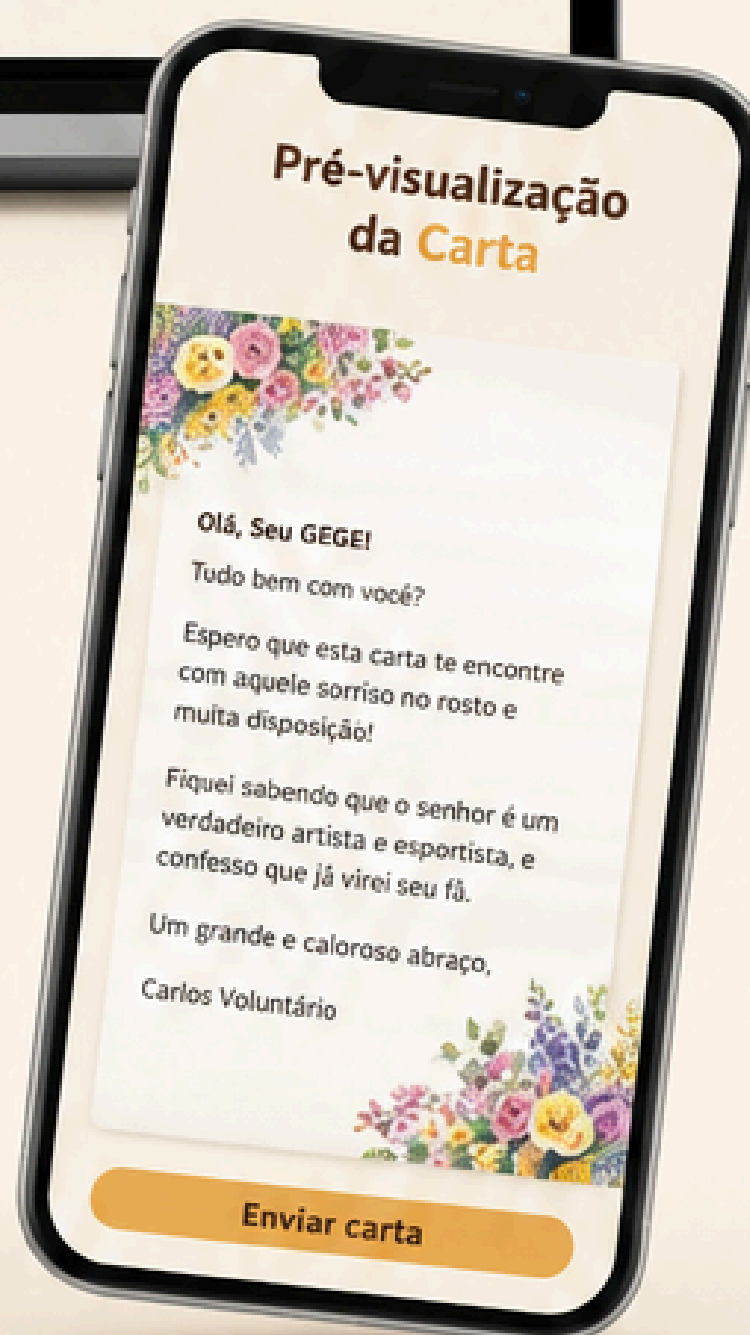 Pré-visualização
da Carta
Olá, Seu GEGE!
Tudo bem com você?
Espero que esta carta te encontre
com aquele sorriso no rosto e
muita disposição!
Fiquei sabendo que o senhor é um
verdadeiro artista e esportista, e
confesso que já virei seu fã.
Um grande e caloroso abraço,
Carlos Voluntário
Enviar carta